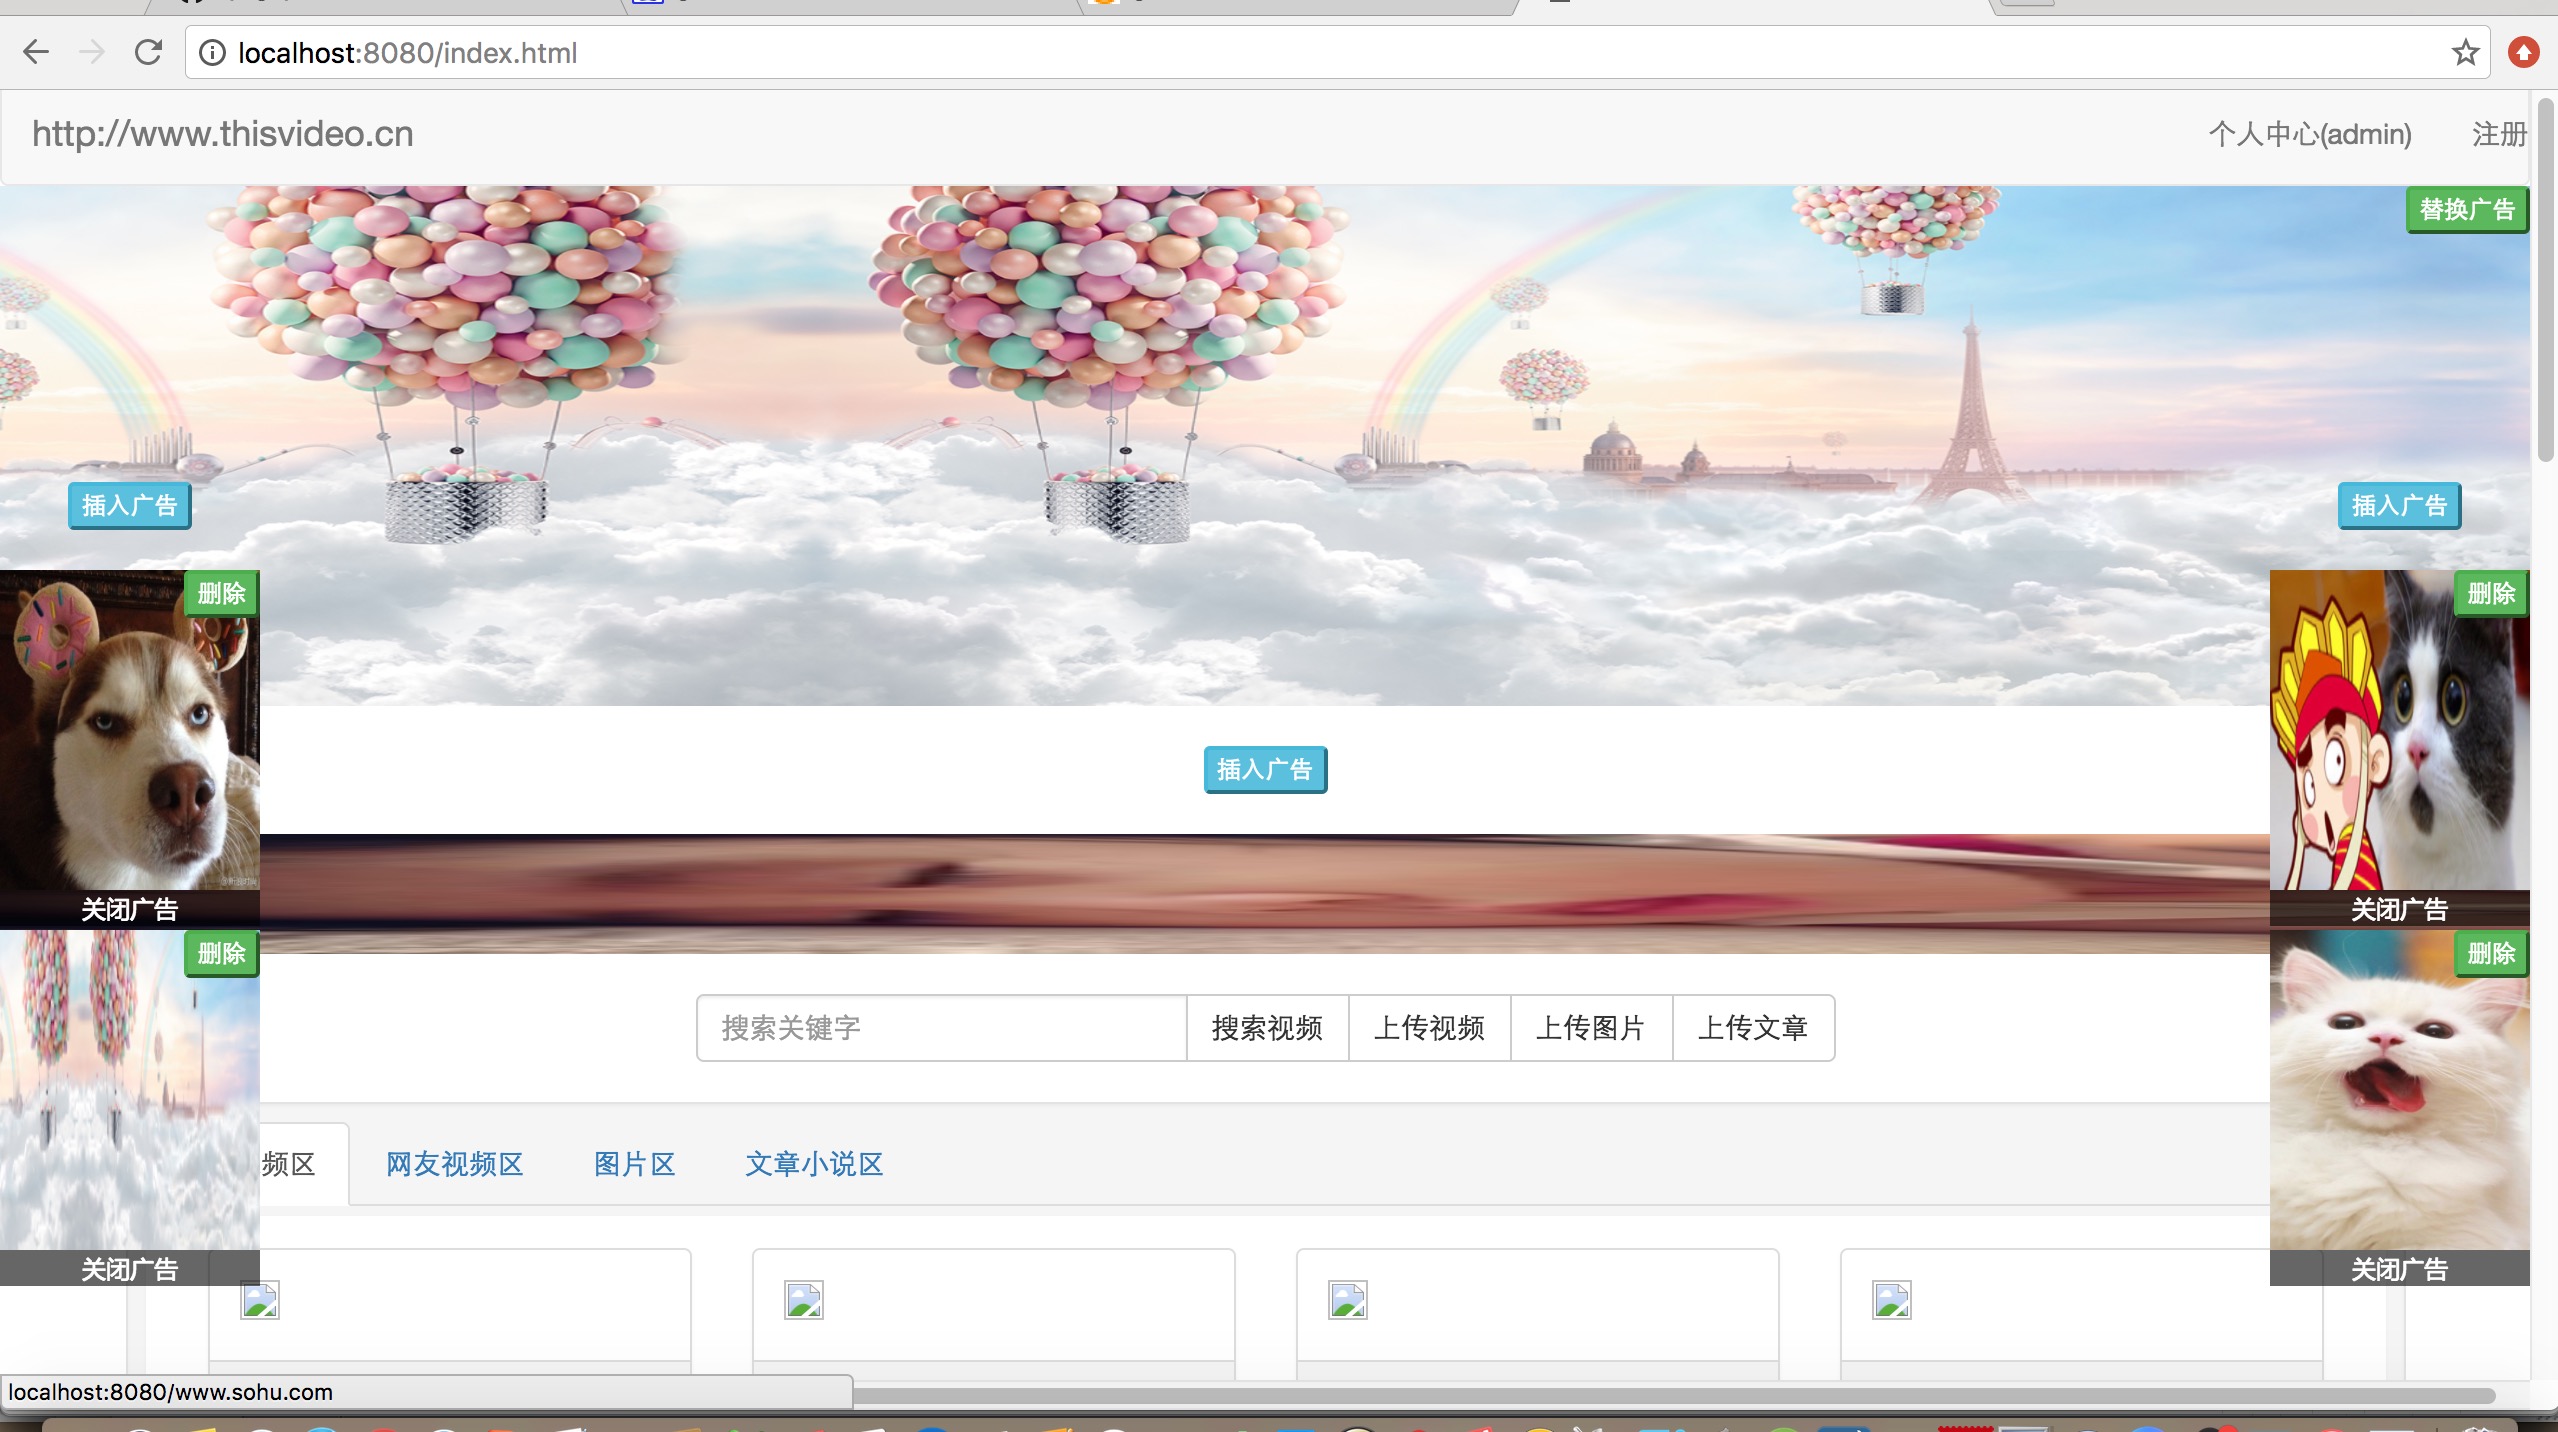 localhost:8080/index.html
http://www.thisvideo.cn
个人中心(admin)
注册
替换广告
插入广告
插入广告
删除
删除
插入广告
关闭广告
关闭广告
删除
删除
搜索关键字
搜索视频
上传视频
上传图片
上传文章
频区
网友视频区
图片区
文章小说区
关闭广告
关闭广告
localhost:8080/www.sohu.com